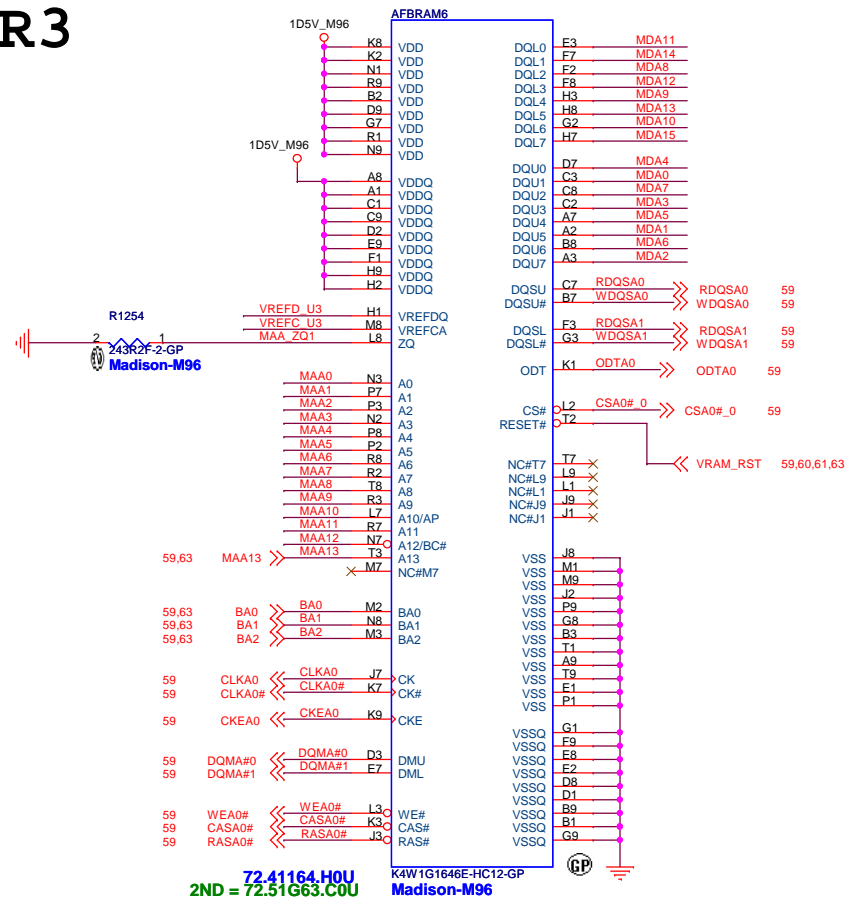 R3
AFBRAM6
1D5V_M96
K8 VDD
K2 VDD
N1 VDD
R9 VDD
B2 VDD
D9 VDD
G7 VDD
R1 VDD
N9 VDD
1D5V_M96
A8 VDDQ
A1 VDDQ
C1 VDDQ
C9 VDDQ
D2 VDDQ
E9 VDDQ
F1 VDDQ
H9 VDDQ
H2 VDDQ
VREFD_U3 H1 VREFDQ
VREFC_U3 M8 VREFCA
MAA_ZQ1 L8 ZQ
R1254
2 1
243R2F-2-GP
Madison-M96
MAA0 N3 A0
MAA1 P7 A1
MAA2 P3 A2
MAA3 N2 A3
MAA4 P8 A4
MAA5 P2 A5
MAA6 R8 A6
MAA7 R2 A7
MAA8 T8 A8
MAA9 R3 A9
MAA10 L7 A10/AP
MAA11 R7 A11
MAA12 N7 A12/BC#
59,63 MAA13 MAA13 T3 A13
M7 NC#M7
59,63 BA0 BA0 M2 BA0
59,63 BA1 BA1 N8 BA1
59,63 BA2 BA2 M3 BA2
59 CLKA0 CLKA0 J7 CK
59 CLKA0# CLKA0# K7 CK#
59 CKEA0 CKEA0 K9 CKE
59 DQMA#0 DQMA#0 D3 DMU
59 DQMA#1 DQMA#1 E7 DML
59 WEA0# WEA0# L3 WE#
59 CASA0# CASA0# K3 CAS#
59 RASA0# RASA0# J3 RAS#
DQL0 E3 MDA11
DQL1 F7 MDA14
DQL2 F2 MDA8
DQL3 F8 MDA12
DQL4 H3 MDA9
DQL5 H8 MDA13
DQL6 G2 MDA10
DQL7 H7 MDA15
DQU0 D7 MDA4
DQU1 C3 MDA0
DQU2 C8 MDA7
DQU3 C2 MDA3
DQU4 A7 MDA5
DQU5 A2 MDA1
DQU6 B8 MDA6
DQU7 A3 MDA2
DQSU C7 RDQSA0 RDQSA0 59
DQSU# B7 WDQSA0 WDQSA0 59
DQSL F3 RDQSA1 RDQSA1 59
DQSL# G3 WDQSA1 WDQSA1 59
ODT K1 ODTA0 ODTA0 59
CS# L2 CSA0#_0 CSA0#_0 59
RESET# T2 VRAM_RST 59,60,61,63
NC#T7 T7
NC#L9 L9
NC#L1 L1
NC#J9 J9
NC#J1 J1
VSS J8
VSS M1
VSS M9
VSS J2
VSS P9
VSS G8
VSS B3
VSS T1
VSS A9
VSS T9
VSS E1
VSS P1
VSSQ G1
VSSQ F9
VSSQ E8
VSSQ E2
VSSQ D8
VSSQ D1
VSSQ B9
VSSQ B1
VSSQ G9
GP
72.41164.H0U
2ND = 72.51G63.C0U
K4W1G1646E-HC12-GP
Madison-M96